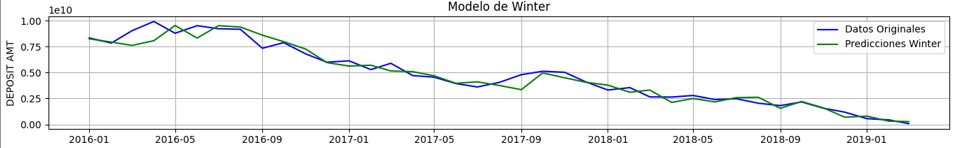 Modelo de Winter
1e10
Datos Originales
Predicciones Winter
DEPOSIT AMT
1.00
0.75
0.50
0.25
0.00
2016-01 2016-05 2016-09 2017-01 2017-05 2017-09 2018-01 2018-05 2018-09 2019-01